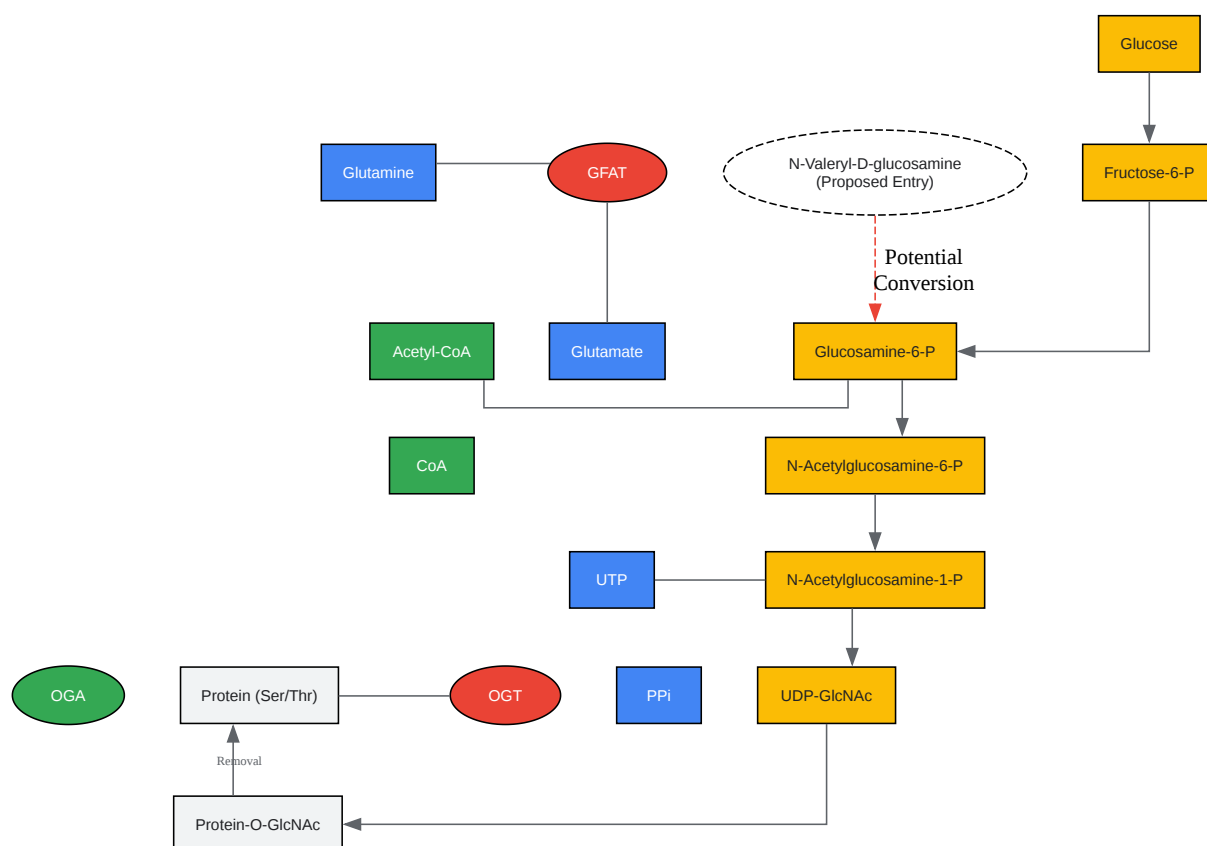 Glucose
Glutamine
GFAT
N-Valeryl-D-glucosamine
(Proposed Entry)
Fructose-6-P
Potential
Conversion
Acetyl-CoA
Glutamate
Glucosamine-6-P
CoA
N-Acetylglucosamine-6-P
UTP
N-Acetylglucosamine-1-P
OGA
Protein (Ser/Thr)
OGT
PPi
UDP-GlcNAc
Removal
Protein-O-GlcNAc